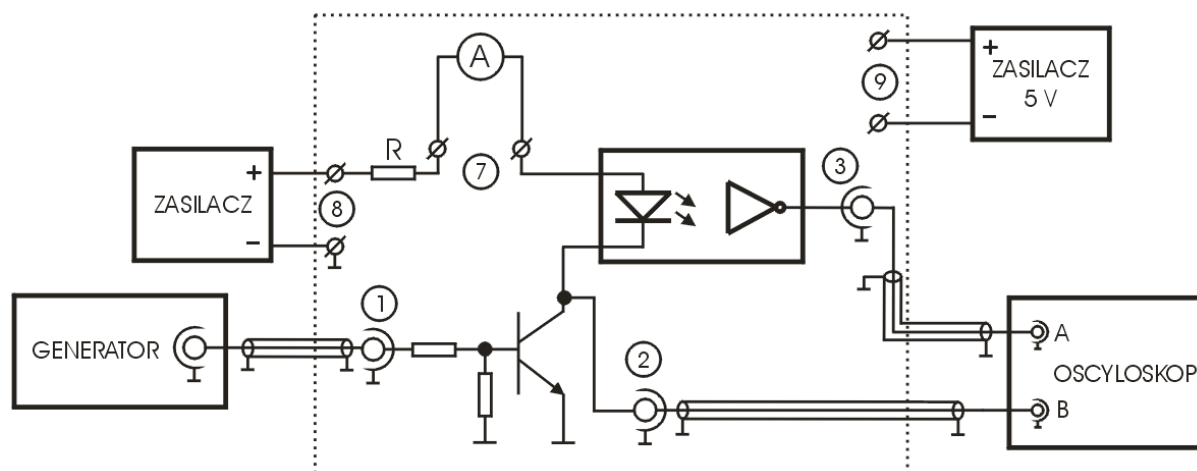 A
+
ZASILACZ
5 V
−
9
R
7
3
+
ZASILACZ
−
8
1
GENERATOR
2
A
OSCYLOSKOP
B